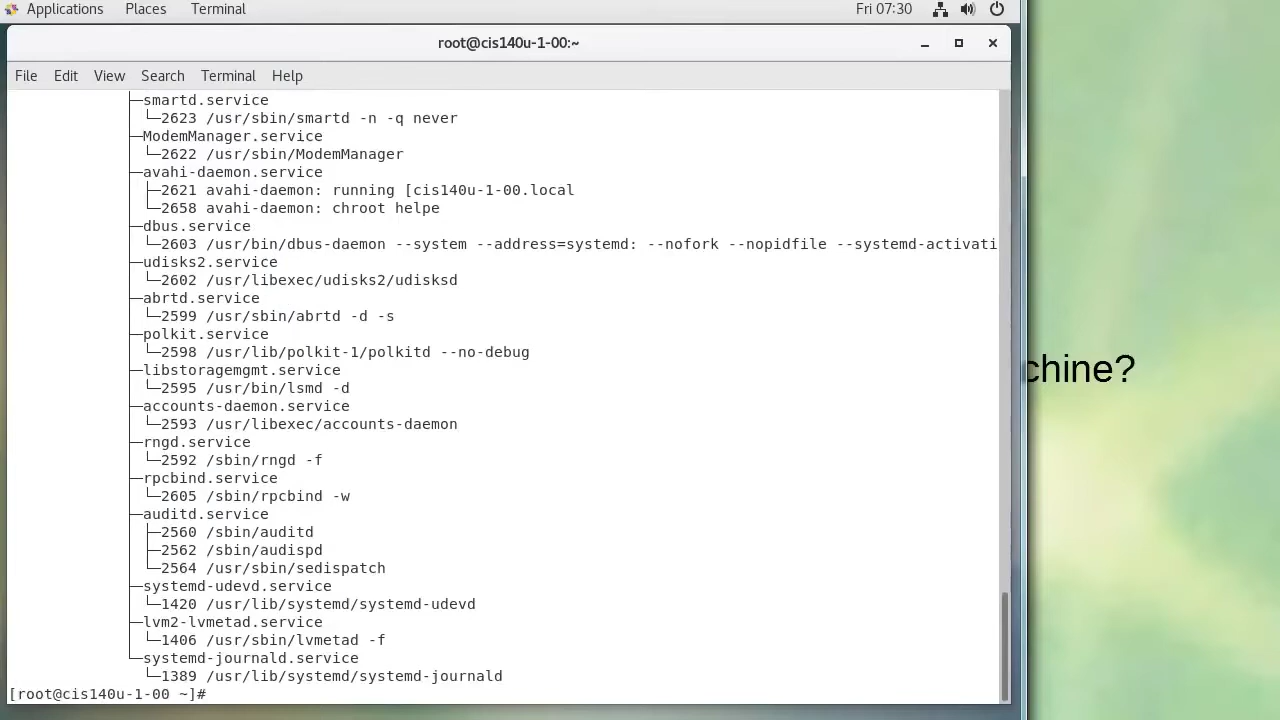 Applications Places Terminal Fri 07:30
root@cis140u-1-00:~
File Edit View Search Terminal Help
├─smartd.service
│ └─2623 /usr/sbin/smartd -n -q never
├─ModemManager.service
│ └─2622 /usr/sbin/ModemManager
├─avahi-daemon.service
│ ├─2621 avahi-daemon: running [cis140u-1-00.local
│ └─2658 avahi-daemon: chroot helpe
├─dbus.service
│ └─2603 /usr/bin/dbus-daemon --system --address=systemd: --nofork --nopidfile --systemd-activati
├─udisks2.service
│ └─2602 /usr/libexec/udisks2/udisksd
├─abrtd.service
│ └─2599 /usr/sbin/abrtd -d -s
├─polkit.service
│ └─2598 /usr/lib/polkit-1/polkitd --no-debug
├─libstoragemgmt.service
│ └─2595 /usr/bin/lsmd -d
├─accounts-daemon.service
│ └─2593 /usr/libexec/accounts-daemon
├─rngd.service
│ └─2592 /sbin/rngd -f
├─rpcbind.service
│ └─2605 /sbin/rpcbind -w
├─auditd.service
│ ├─2560 /sbin/auditd
│ ├─2562 /sbin/audispd
│ └─2564 /usr/sbin/sedispatch
├─systemd-udevd.service
│ └─1420 /usr/lib/systemd/systemd-udevd
├─lvm2-lvmetad.service
│ └─1406 /usr/sbin/lvmetad -f
└─systemd-journald.service
└─1389 /usr/lib/systemd/systemd-journald
[root@cis140u-1-00 ~]#
chine?